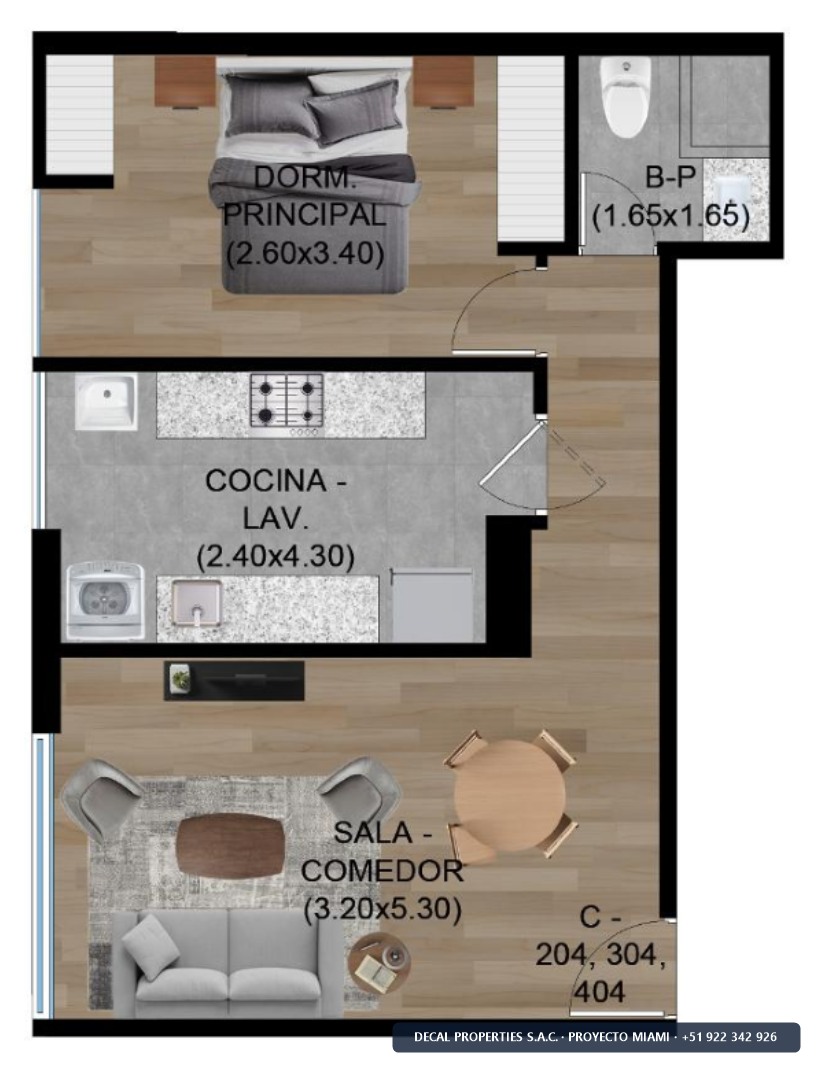 DORM.
PRINCIPAL
(2.60x3.40)
B-P
(1.65x1.65)
COCINA -
LAV.
(2.40x4.30)
SALA -
COMEDOR
(3.20x5.30)
C -
204, 304,
404
DECAL PROPERTIES S.A.C. · PROYECTO MIAMI · +51 922 342 926